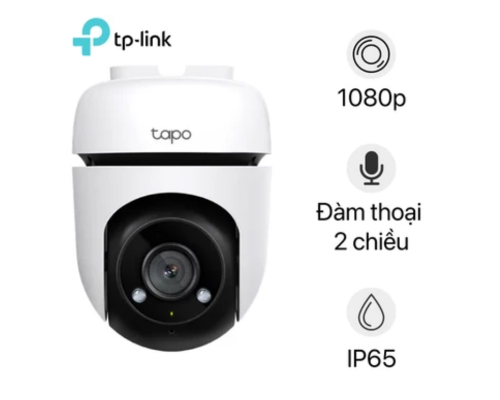 tp-link
tapo
1080p
Đàm thoại
2 chiều
IP65